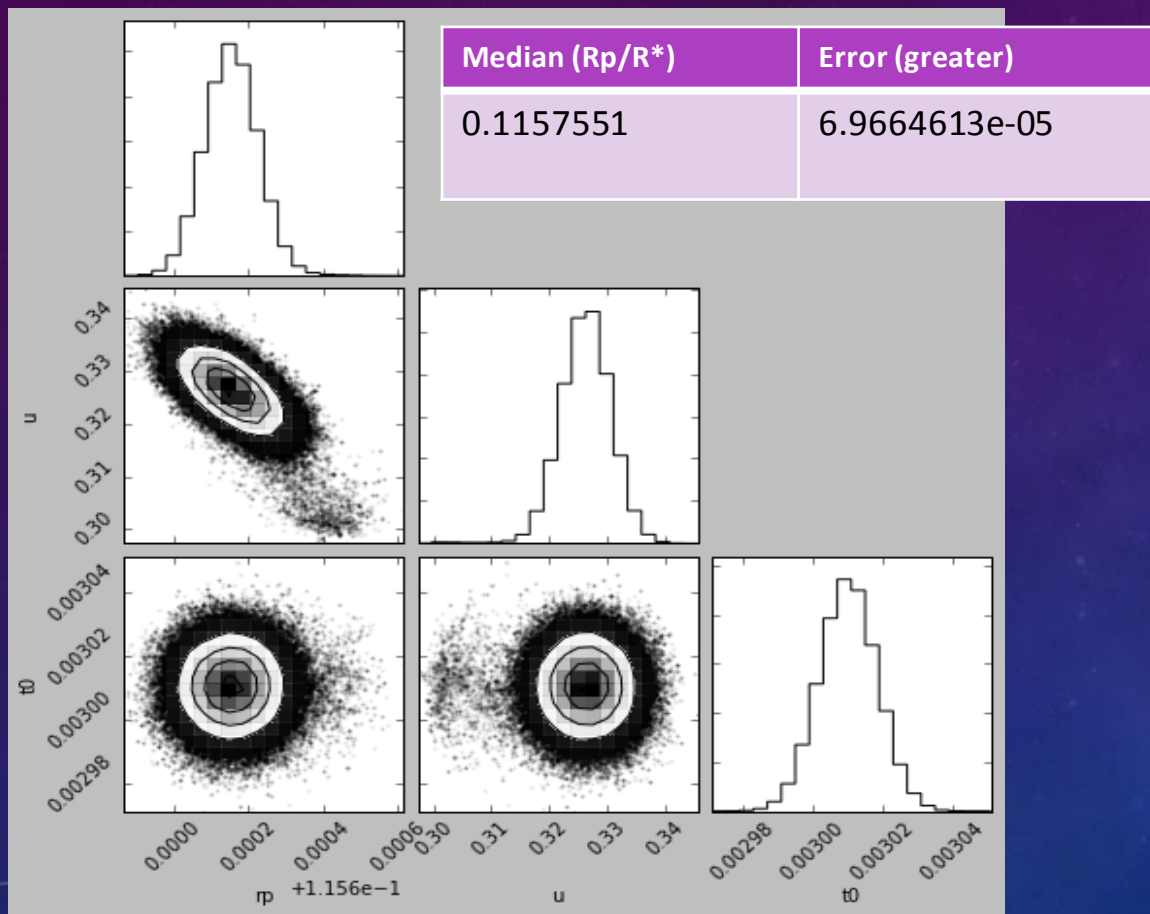 Median (Rp/R*) Error (greater)
0.1157551 6.9664613e-05
0.34
0.33
0.32
0.31
0.30
u
0.00304
0.00302
0.00300
0.00298
t0
0.0000 0.0002 0.0004 0.0006 0.30 0.31 0.32 0.33 0.34 0.00298 0.00300 0.00302 0.00304
rp +1.156e−1 u t0